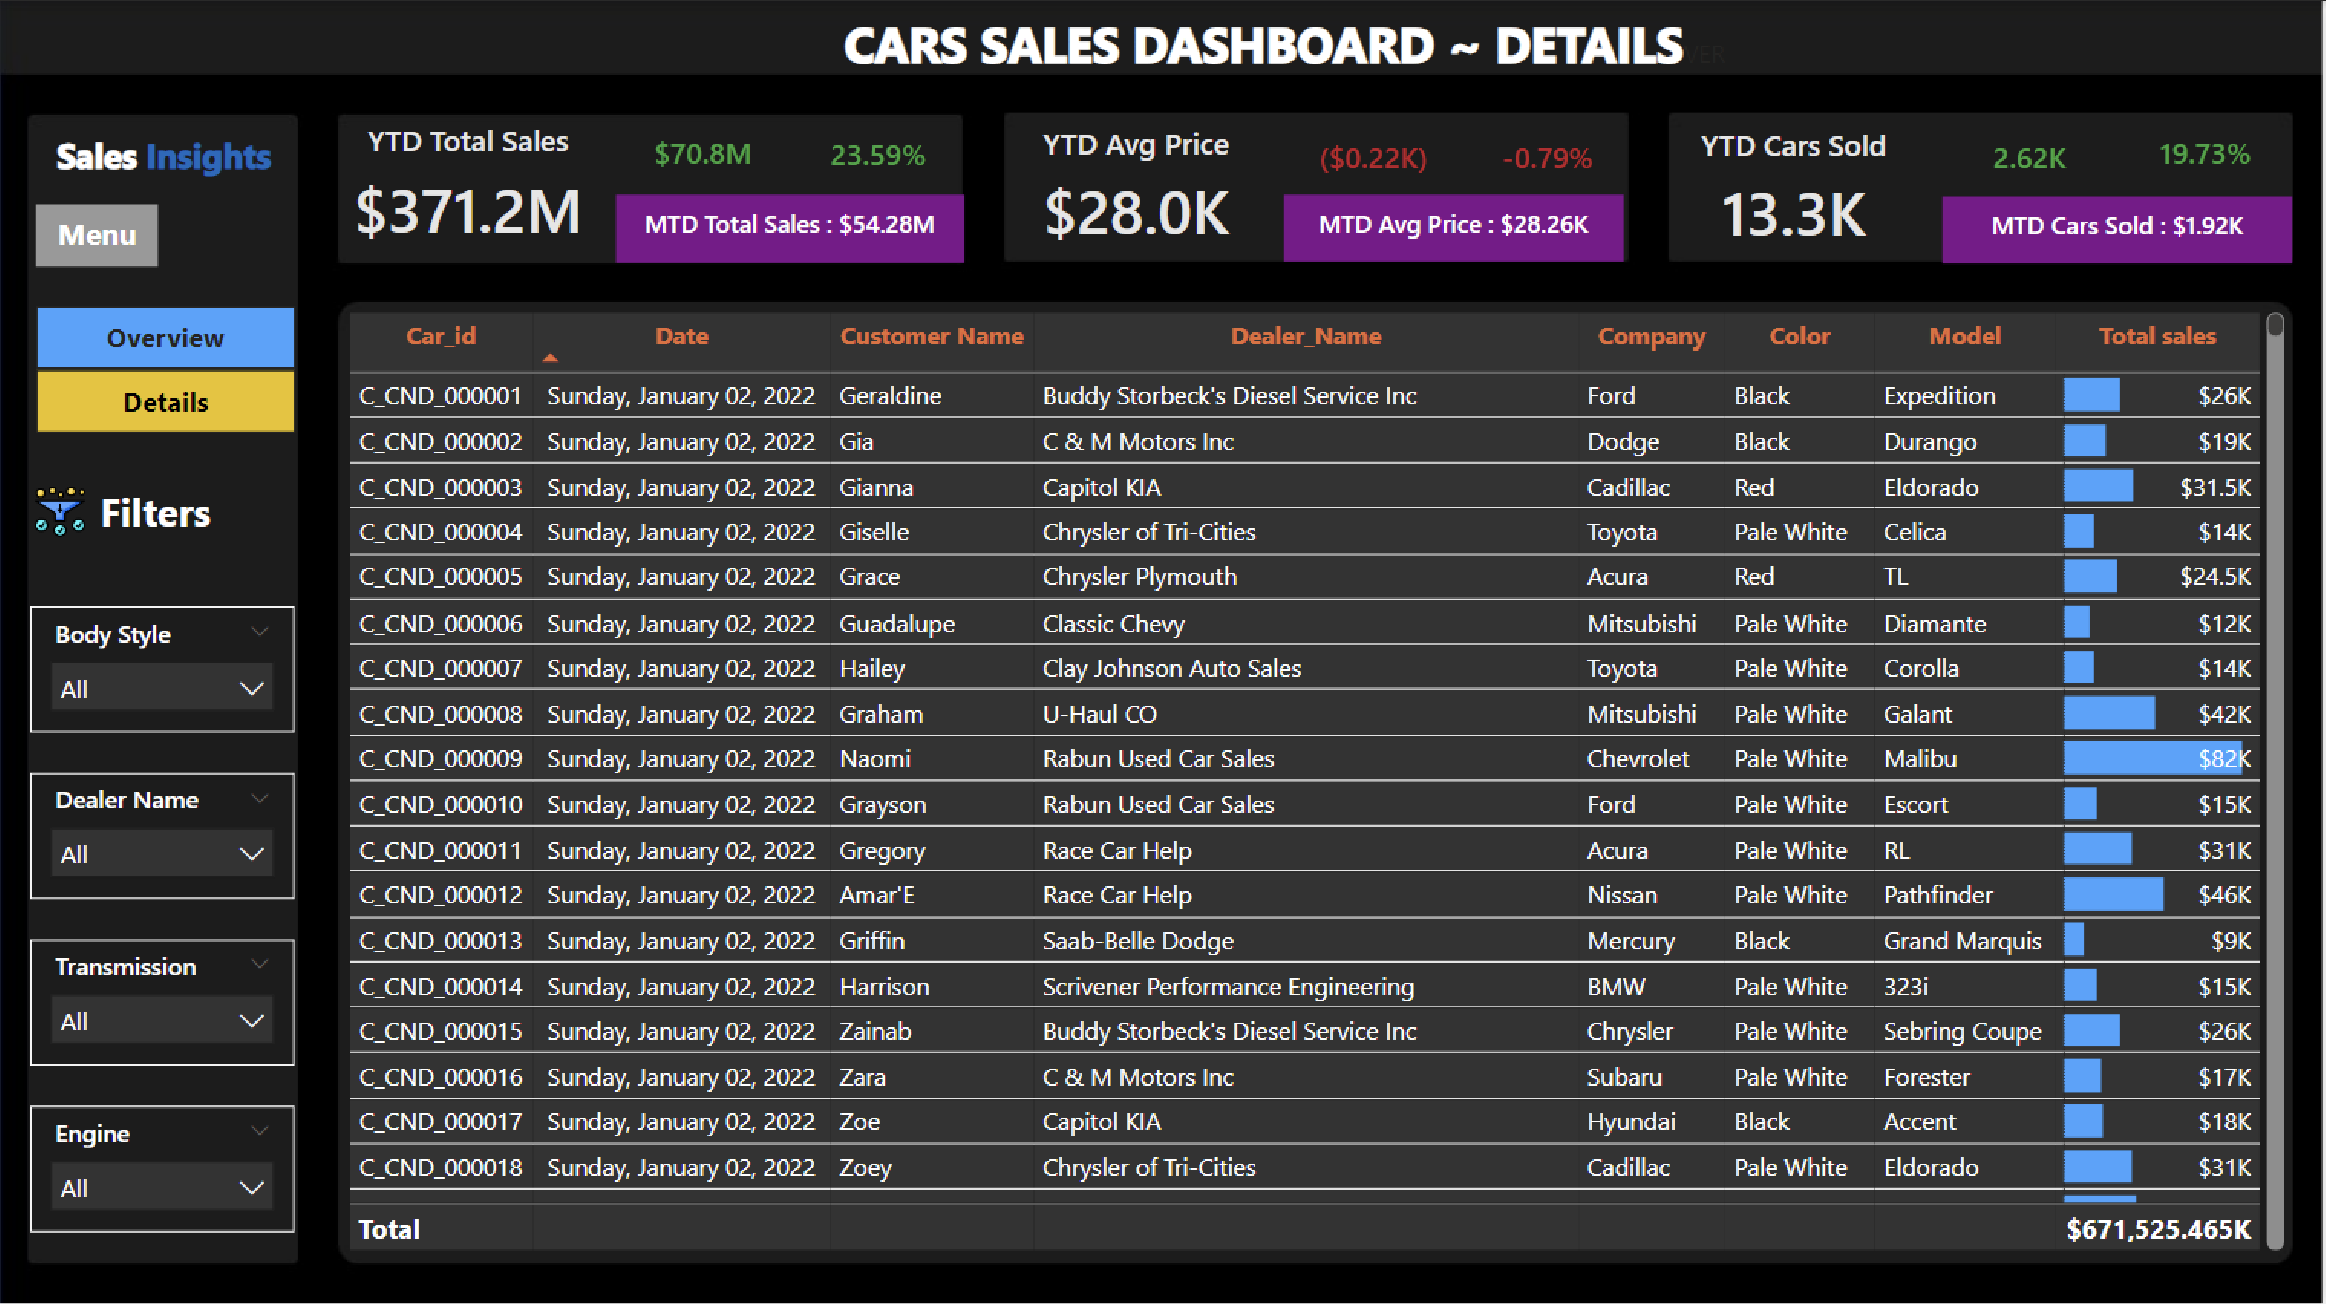 CARS SALES DASHBOARD ~ DETAILS
Sales Insights
Menu
Overview
Details
Filters
Body Style
All
Dealer Name
All
Transmission
All
Engine
All
YTD Total Sales
$70.8M 23.59%
$371.2M
MTD Total Sales : $54.28M
YTD Avg Price
($0.22K) -0.79%
$28.0K
MTD Avg Price : $28.26K
YTD Cars Sold
2.62K 19.73%
13.3K
MTD Cars Sold : $1.92K
Car_id Date Customer Name Dealer_Name Company Color Model Total sales
C_CND_000001 Sunday, January 02, 2022 Geraldine Buddy Storbeck's Diesel Service Inc Ford Black Expedition $26K
C_CND_000002 Sunday, January 02, 2022 Gia C & M Motors Inc Dodge Black Durango $19K
C_CND_000003 Sunday, January 02, 2022 Gianna Capitol KIA Cadillac Red Eldorado $31.5K
C_CND_000004 Sunday, January 02, 2022 Giselle Chrysler of Tri-Cities Toyota Pale White Celica $14K
C_CND_000005 Sunday, January 02, 2022 Grace Chrysler Plymouth Acura Red TL $24.5K
C_CND_000006 Sunday, January 02, 2022 Guadalupe Classic Chevy Mitsubishi Pale White Diamante $12K
C_CND_000007 Sunday, January 02, 2022 Hailey Clay Johnson Auto Sales Toyota Pale White Corolla $14K
C_CND_000008 Sunday, January 02, 2022 Graham U-Haul CO Mitsubishi Pale White Galant $42K
C_CND_000009 Sunday, January 02, 2022 Naomi Rabun Used Car Sales Chevrolet Pale White Malibu $82K
C_CND_000010 Sunday, January 02, 2022 Grayson Rabun Used Car Sales Ford Pale White Escort $15K
C_CND_000011 Sunday, January 02, 2022 Gregory Race Car Help Acura Pale White RL $31K
C_CND_000012 Sunday, January 02, 2022 Amar'E Race Car Help Nissan Pale White Pathfinder $46K
C_CND_000013 Sunday, January 02, 2022 Griffin Saab-Belle Dodge Mercury Black Grand Marquis $9K
C_CND_000014 Sunday, January 02, 2022 Harrison Scrivener Performance Engineering BMW Pale White 323i $15K
C_CND_000015 Sunday, January 02, 2022 Zainab Buddy Storbeck's Diesel Service Inc Chrysler Pale White Sebring Coupe $26K
C_CND_000016 Sunday, January 02, 2022 Zara C & M Motors Inc Subaru Pale White Forester $17K
C_CND_000017 Sunday, January 02, 2022 Zoe Capitol KIA Hyundai Black Accent $18K
C_CND_000018 Sunday, January 02, 2022 Zoey Chrysler of Tri-Cities Cadillac Pale White Eldorado $31K
Total $671,525.465K